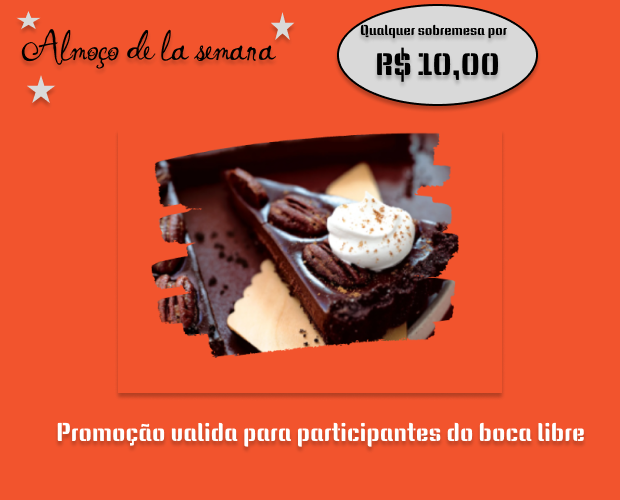 Almoço de la semana
Qualquer sobremesa por
R$ 10,00
Promoção valida para participantes do boca libre